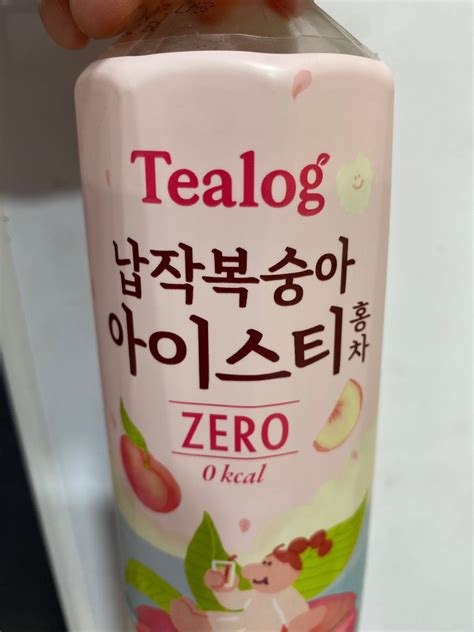 Tealog
납작복숭아
아이스티 홍차
ZERO
0 kcal